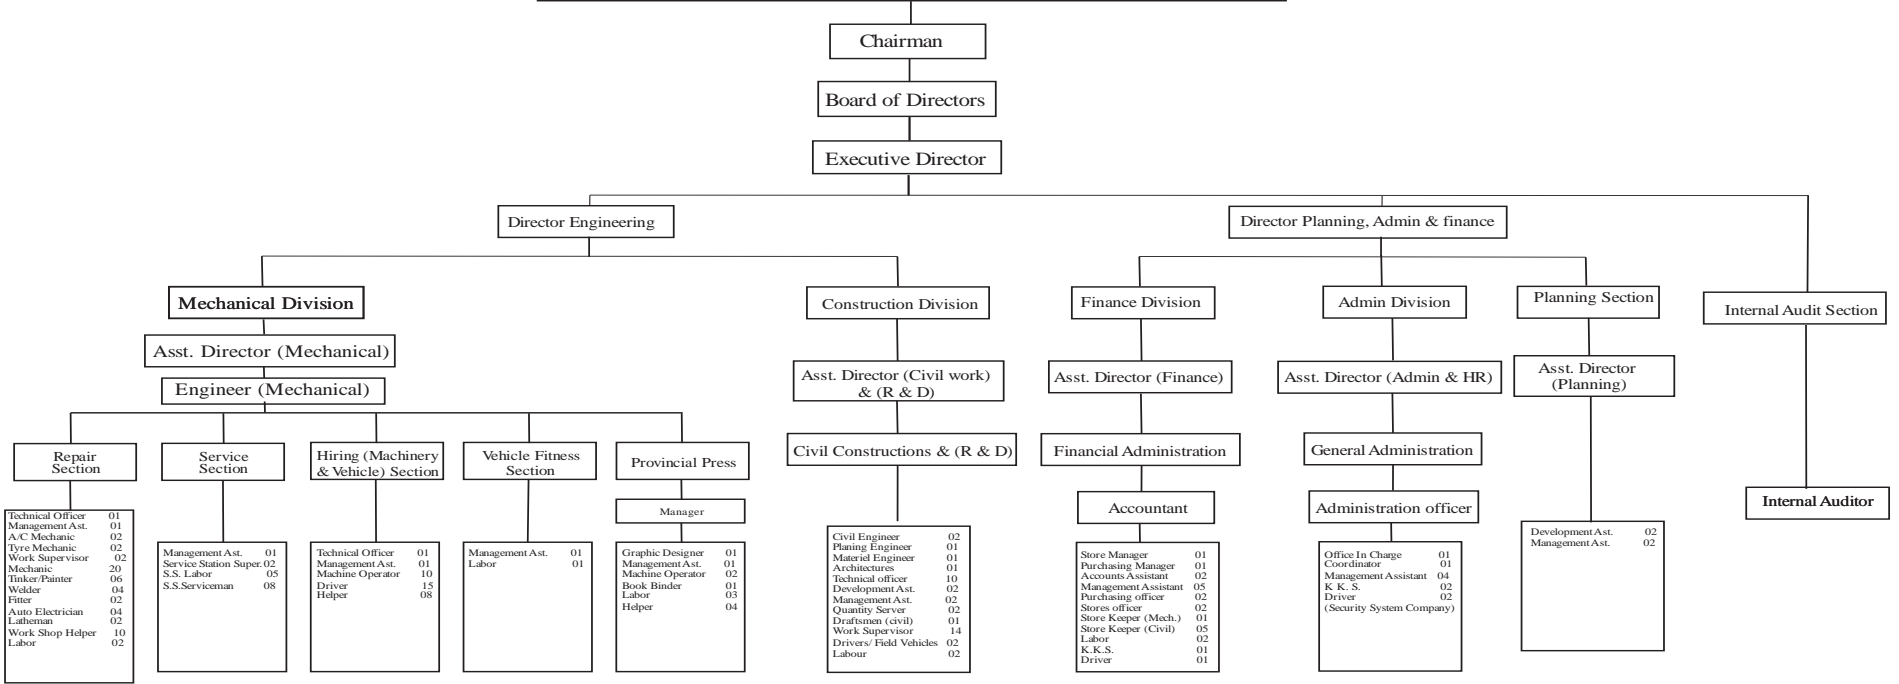 Chairman
Board of Directors
Executive Director
Director Engineering
Director Planning, Admin & finance
Mechanical Division
Construction Division
Finance Division
Admin Division
Planning Section
Internal Audit Section
Asst. Director (Mechanical)
Engineer (Mechanical)
Asst. Director (Civil work)
& (R & D)
Asst. Director (Finance)
Asst. Director (Admin & HR)
Asst. Director
(Planning)
Repair
Section
Service
Section
Hiring (Machinery
& Vehicle) Section
Vehicle Fitness
Section
Provincial Press
Civil Constructions & (R & D)
Financial Administration
General Administration
Manager
Accountant
Administration officer
Internal Auditor
Technical Officer 01
Management Ast. 01
A/C Mechanic 02
Tyre Mechanic 02
Work Supervisor 02
Mechanic 20
Tinker/Painter 06
Welder 04
Fitter 02
Auto Electrician 04
Latheman 02
Work Shop Helper 10
Labor 02
Management Ast. 01
Service Station Super. 02
S.S. Labor 05
S.S.Serviceman 08
Technical Officer 01
Management Ast. 01
Machine Operator 10
Driver 15
Helper 08
Management Ast. 01
Labor 01
Graphic Designer 01
Management Ast. 01
Machine Operator 02
Book Binder 01
Labor 03
Helper 04
Civil Engineer 02
Planing Engineer 01
Materiel Engineer 01
Architectures 01
Technical officer 10
Development Ast. 02
Management Ast. 02
Quantity Server 02
Draftsmen (civil) 01
Work Supervisor 14
Drivers/ Field Vehicles 02
Labour 02
Store Manager 01
Purchasing Manager 01
Accounts Assistant 02
Management Assistant 05
Purchasing officer 02
Stores officer 02
Store Keeper (Mech.) 01
Store Keeper (Civil) 05
Labor 02
K.K.S. 01
Driver 01
Office In Charge 01
Coordinator 01
Management Assistant 04
K K. S. 02
Driver 02
(Security System Company)
Development Ast. 02
Management Ast. 02